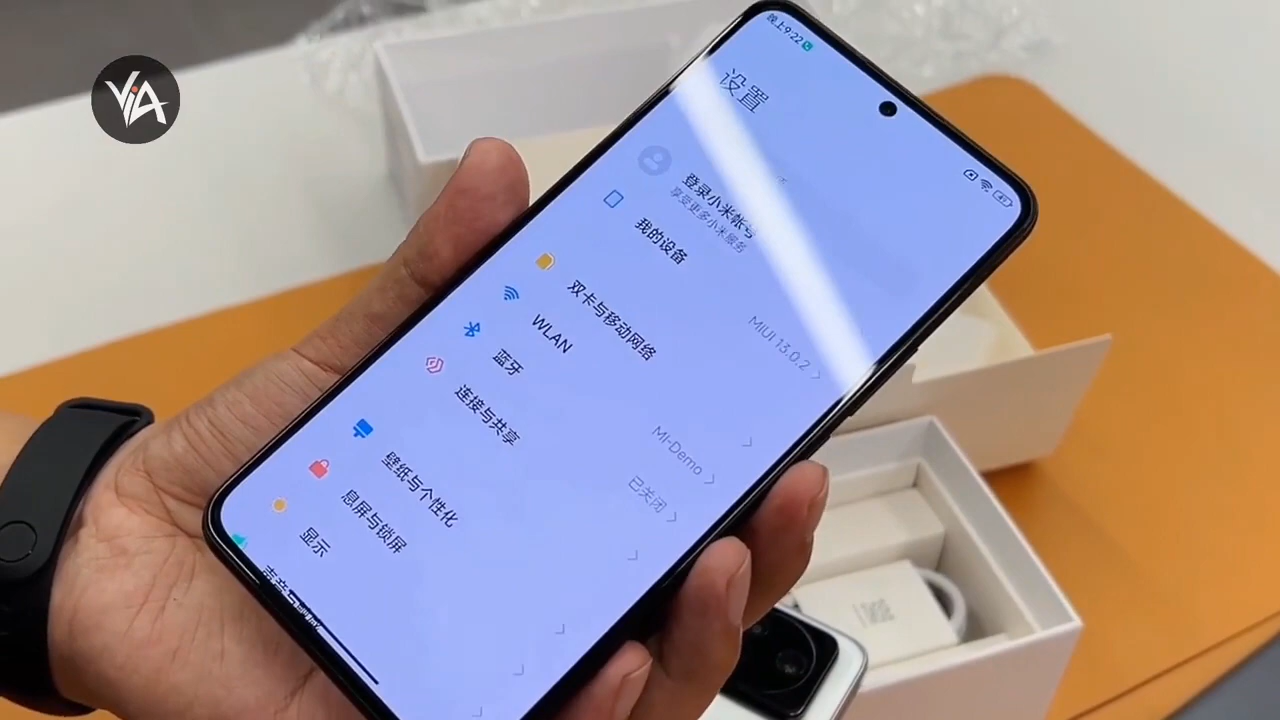 VIA
晚上9:22
设置
登录小米帐号
享受更多小米服务
我的设备
MIUI 13.0.2
双卡与移动网络
WLAN
MI-Demo
蓝牙
已关闭
连接与共享
壁纸与个性化
息屏与锁屏
显示